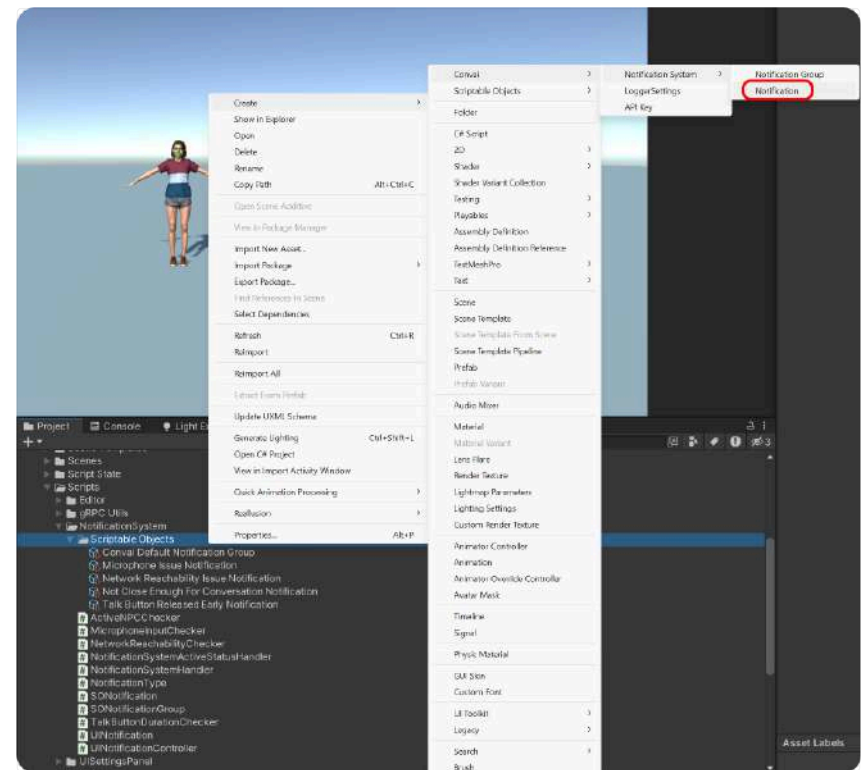 Convai >
Scriptable Objects >
Folder
C# Script
2D >
Shader >
Shader Variant Collection
Testing >
Playables >
Assembly Definition
Assembly Definition Reference
TextMeshPro >
Text >
Scene
Scene Template
Scene Template From Scene
Scene Template Pipeline
Prefab
Prefab Variant
Audio Mixer
Material
Material Variant
Lens Flare
Render Texture
Lightmap Parameters
Lighting Settings
Custom Render Texture
Animator Controller
Animation
Animator Override Controller
Avatar Mask
Timeline
Signal
Physic Material
GUI Skin
Custom Font
UI Toolkit >
Legacy >
Search >
Brush
Notification System >
LoggerSettings
API Key
Notification Group
Notification
Create >
Show in Explorer
Open
Delete
Rename
Copy Path Alt+Ctrl+C
Open Scene Additive
View in Package Manager
Import New Asset...
Import Package >
Export Package...
Find References In Scene
Select Dependencies
Refresh Ctrl+R
Reimport
Reimport All
Extract From Prefab
Update UXML Schema
Generate Lighting Ctrl+Shift+L
Open C# Project
View in Import Activity Window
Quick Animation Processing >
Reallusion >
Properties... Alt+P
Project Console Light Ex
3
Scenes
Script State
Scripts
Editor
gRPC Utils
NotificationSystem
Scriptable Objects
Convai Default Notification Group
Microphone Issue Notification
Network Reachability Issue Notification
Not Close Enough For Conversation Notification
Talk Button Released Early Notification
ActiveNPCChecker
MicrophoneInputChecker
NetworkReachabilityChecker
NotificationSystemActiveStatusHandler
NotificationSystemHandler
NotificationType
SONotification
SONotificationGroup
TalkButtonDurationChecker
UINotification
UINotificationController
UISettingsPanel
Asset Labels